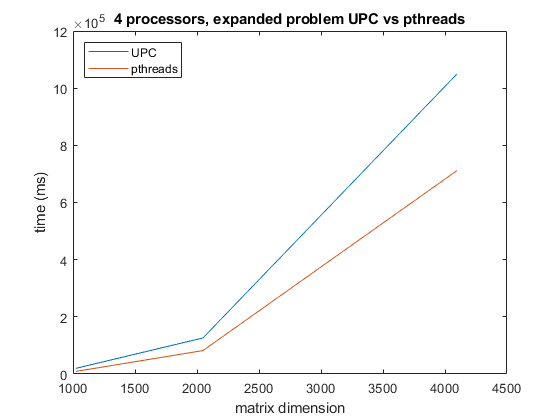 4 processors, expanded problem UPC vs pthreads
×10⁵
12
10
8
6
4
2
0
UPC
pthreads
time (ms)
1000 1500 2000 2500 3000 3500 4000 4500
matrix dimension